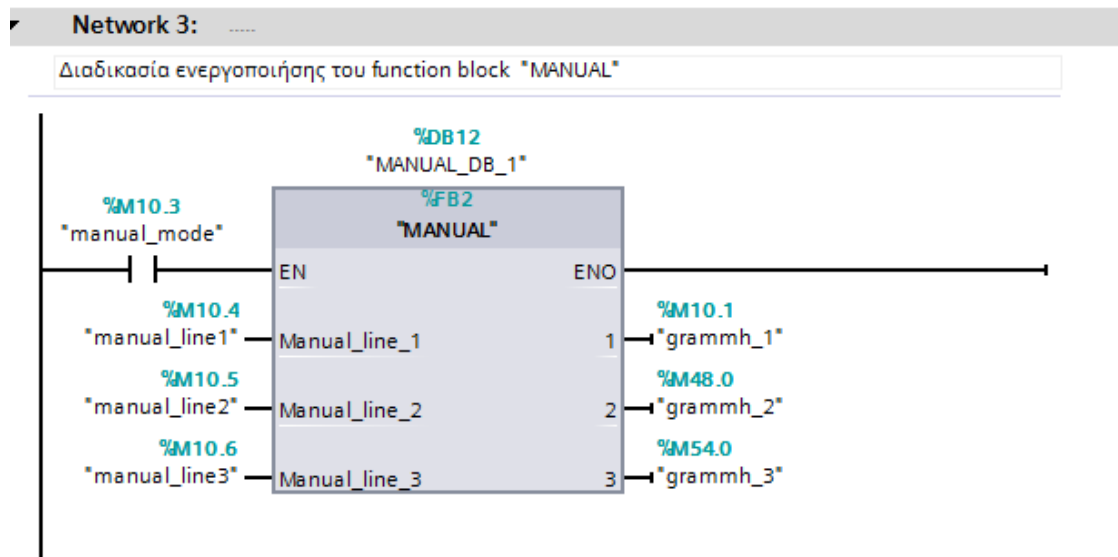 Network 3: .....
Διαδικασία ενεργοποιήσης του function block "MANUAL"
%DB12
"MANUAL_DB_1"
%FB2
"MANUAL"
%M10.3
"manual_mode"
EN
ENO
%M10.4
"manual_line1"
Manual_line_1
1
%M10.1
"grammh_1"
%M10.5
"manual_line2"
Manual_line_2
2
%M48.0
"grammh_2"
%M10.6
"manual_line3"
Manual_line_3
3
%M54.0
"grammh_3"